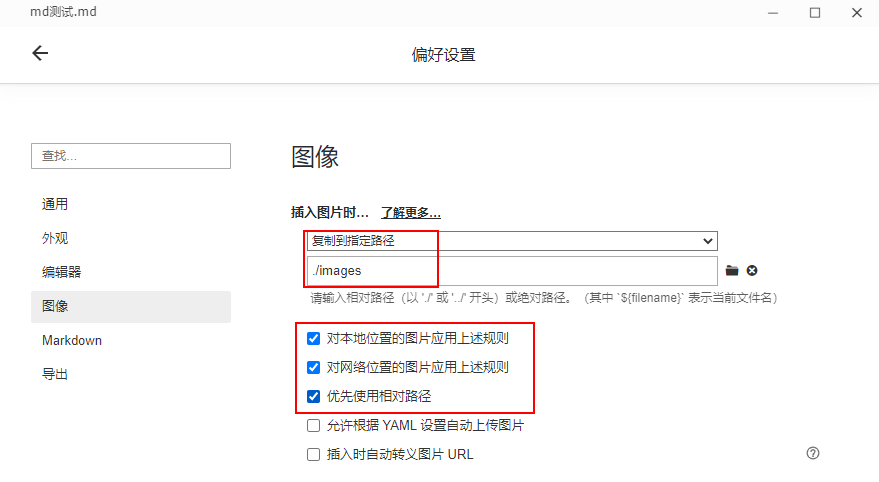 md测试.md
偏好设置
查找...
通用
外观
编辑器
图像
Markdown
导出
图像
插入图片时... 了解更多...
复制到指定路径
./images
请输入相对路径（以 './' 或 '../' 开头）或绝对路径。（其中 `${filename}` 表示当前文件名）
对本地位置的图片应用上述规则
对网络位置的图片应用上述规则
优先使用相对路径
允许根据 YAML 设置自动上传图片
插入时自动转义图片 URL